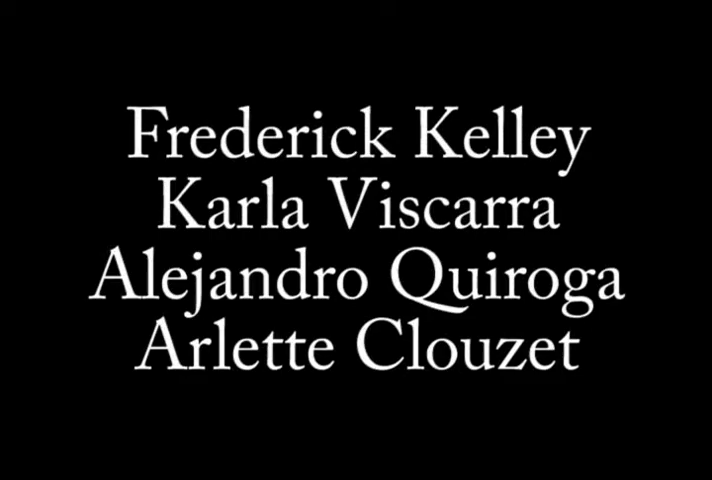 Frederick Kelley
Karla Viscarra
Alejandro Quiroga
Arlette Clouzet